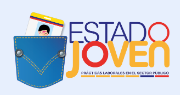 ESTADO
JOVEN
PRÁCTICAS LABORALES EN EL SECTOR PÚBLICO